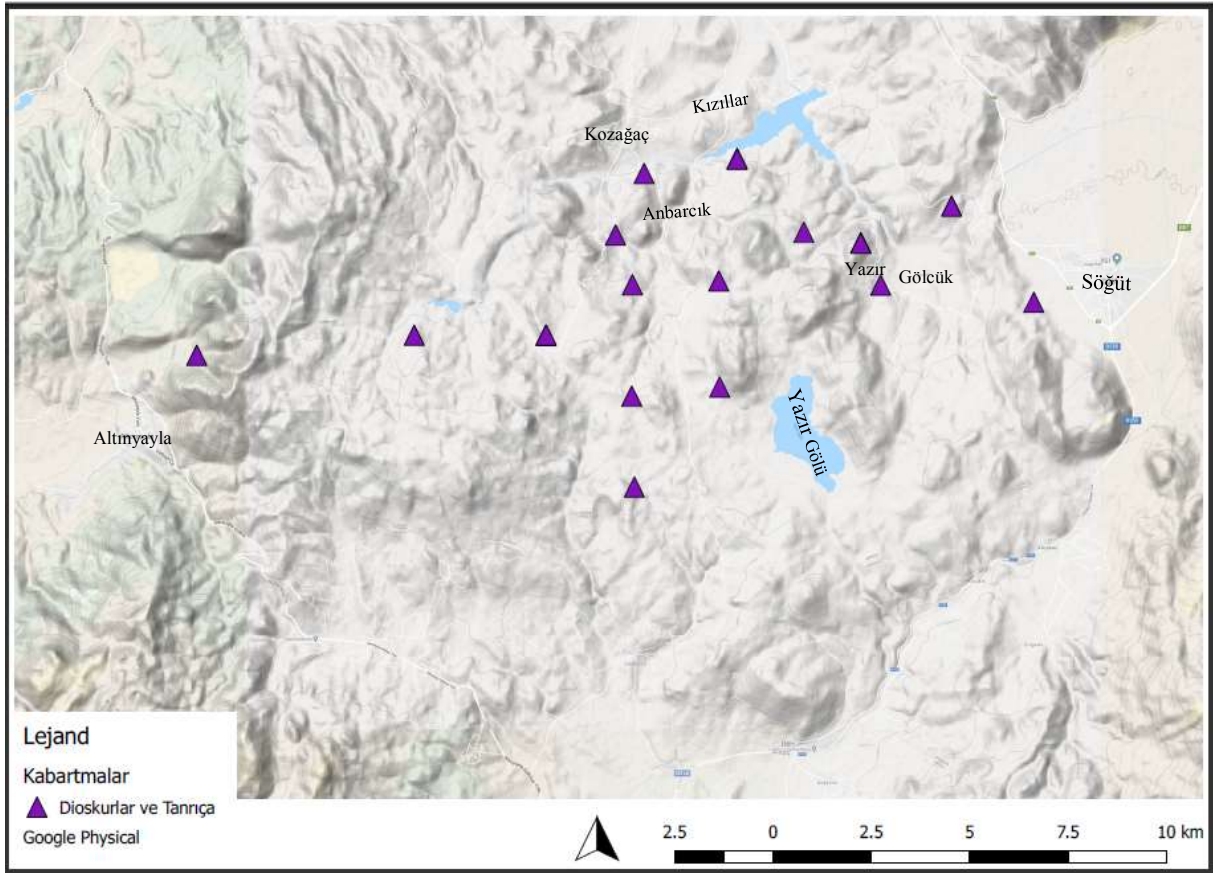 Kızıllar
Kozağaç
Anbarcık
Yazır
Gölcük
Söğüt
Yazır Gölü
Altınyayla
Lejand
Kabartmalar
Dioskurlar ve Tanrıça
Google Physical
2.5 0 2.5 5 7.5 10 km